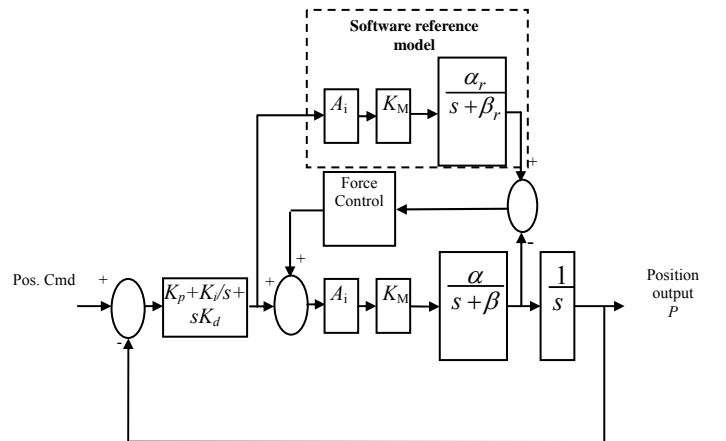 Software reference
model
A_i
K_M
α_r
s + β_r
+
Force
Control
-
+
Pos. Cmd
+
K_p+K_i/s+
sK_d
+
A_i
K_M
α
s + β
1
s
Position
output
P
-